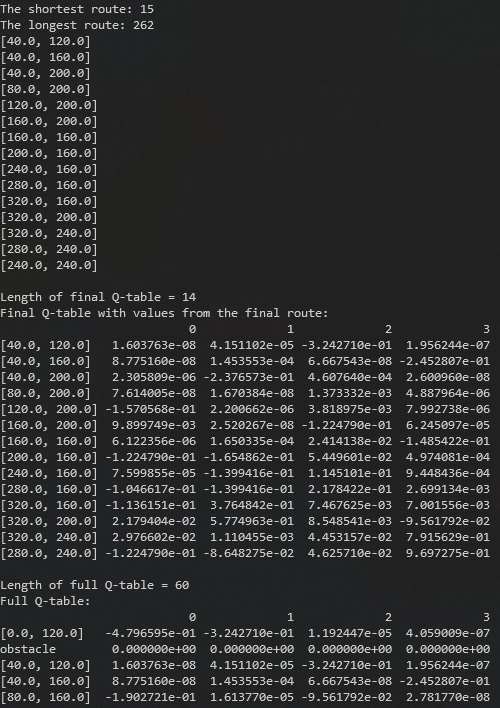 The shortest route: 15
The longest route: 262
[40.0, 120.0]
[40.0, 160.0]
[40.0, 200.0]
[80.0, 200.0]
[120.0, 200.0]
[160.0, 200.0]
[160.0, 160.0]
[200.0, 160.0]
[240.0, 160.0]
[280.0, 160.0]
[320.0, 160.0]
[320.0, 200.0]
[320.0, 240.0]
[280.0, 240.0]
[240.0, 240.0]
Length of final Q-table = 14
Final Q-table with values from the final route:
0 1 2 3
[40.0, 120.0] 1.603763e-08 4.151102e-05 -3.242710e-01 1.956244e-07
[40.0, 160.0] 8.775160e-08 1.453553e-04 6.667543e-08 -2.452807e-01
[40.0, 200.0] 2.305809e-06 -2.376573e-01 4.607640e-04 2.600960e-08
[80.0, 200.0] 7.614005e-08 1.670384e-08 1.373332e-03 4.887964e-06
[120.0, 200.0] -1.570568e-01 2.200662e-06 3.818975e-03 7.992738e-06
[160.0, 200.0] 9.899749e-03 2.520267e-08 -1.224790e-01 6.245097e-05
[160.0, 160.0] 6.122356e-06 1.650335e-04 2.414138e-02 -1.485422e-01
[200.0, 160.0] -1.224790e-01 -1.654862e-01 5.449601e-02 4.974081e-04
[240.0, 160.0] 7.599855e-05 -1.399416e-01 1.145101e-01 9.448436e-04
[280.0, 160.0] -1.046617e-01 -1.399416e-01 2.178422e-01 2.699134e-03
[320.0, 160.0] -1.136151e-01 3.764842e-01 7.467625e-03 7.001556e-03
[320.0, 200.0] 2.179404e-02 5.774963e-01 8.548543e-03 -9.561792e-02
[320.0, 240.0] 2.976602e-02 1.110455e-03 4.453157e-02 7.915629e-01
[280.0, 240.0] -1.224790e-01 -8.648275e-02 4.625710e-02 9.697275e-01
Length of full Q-table = 60
Full Q-table:
0 1 2 3
[0.0, 120.0] -4.796595e-01 -3.242710e-01 1.192447e-05 4.059009e-07
obstacle 0.000000e+00 0.000000e+00 0.000000e+00 0.000000e+00
[40.0, 120.0] 1.603763e-08 4.151102e-05 -3.242710e-01 1.956244e-07
[40.0, 160.0] 8.775160e-08 1.453553e-04 6.667543e-08 -2.452807e-01
[80.0, 160.0] -1.902721e-01 1.613770e-05 -9.561792e-02 2.781770e-08